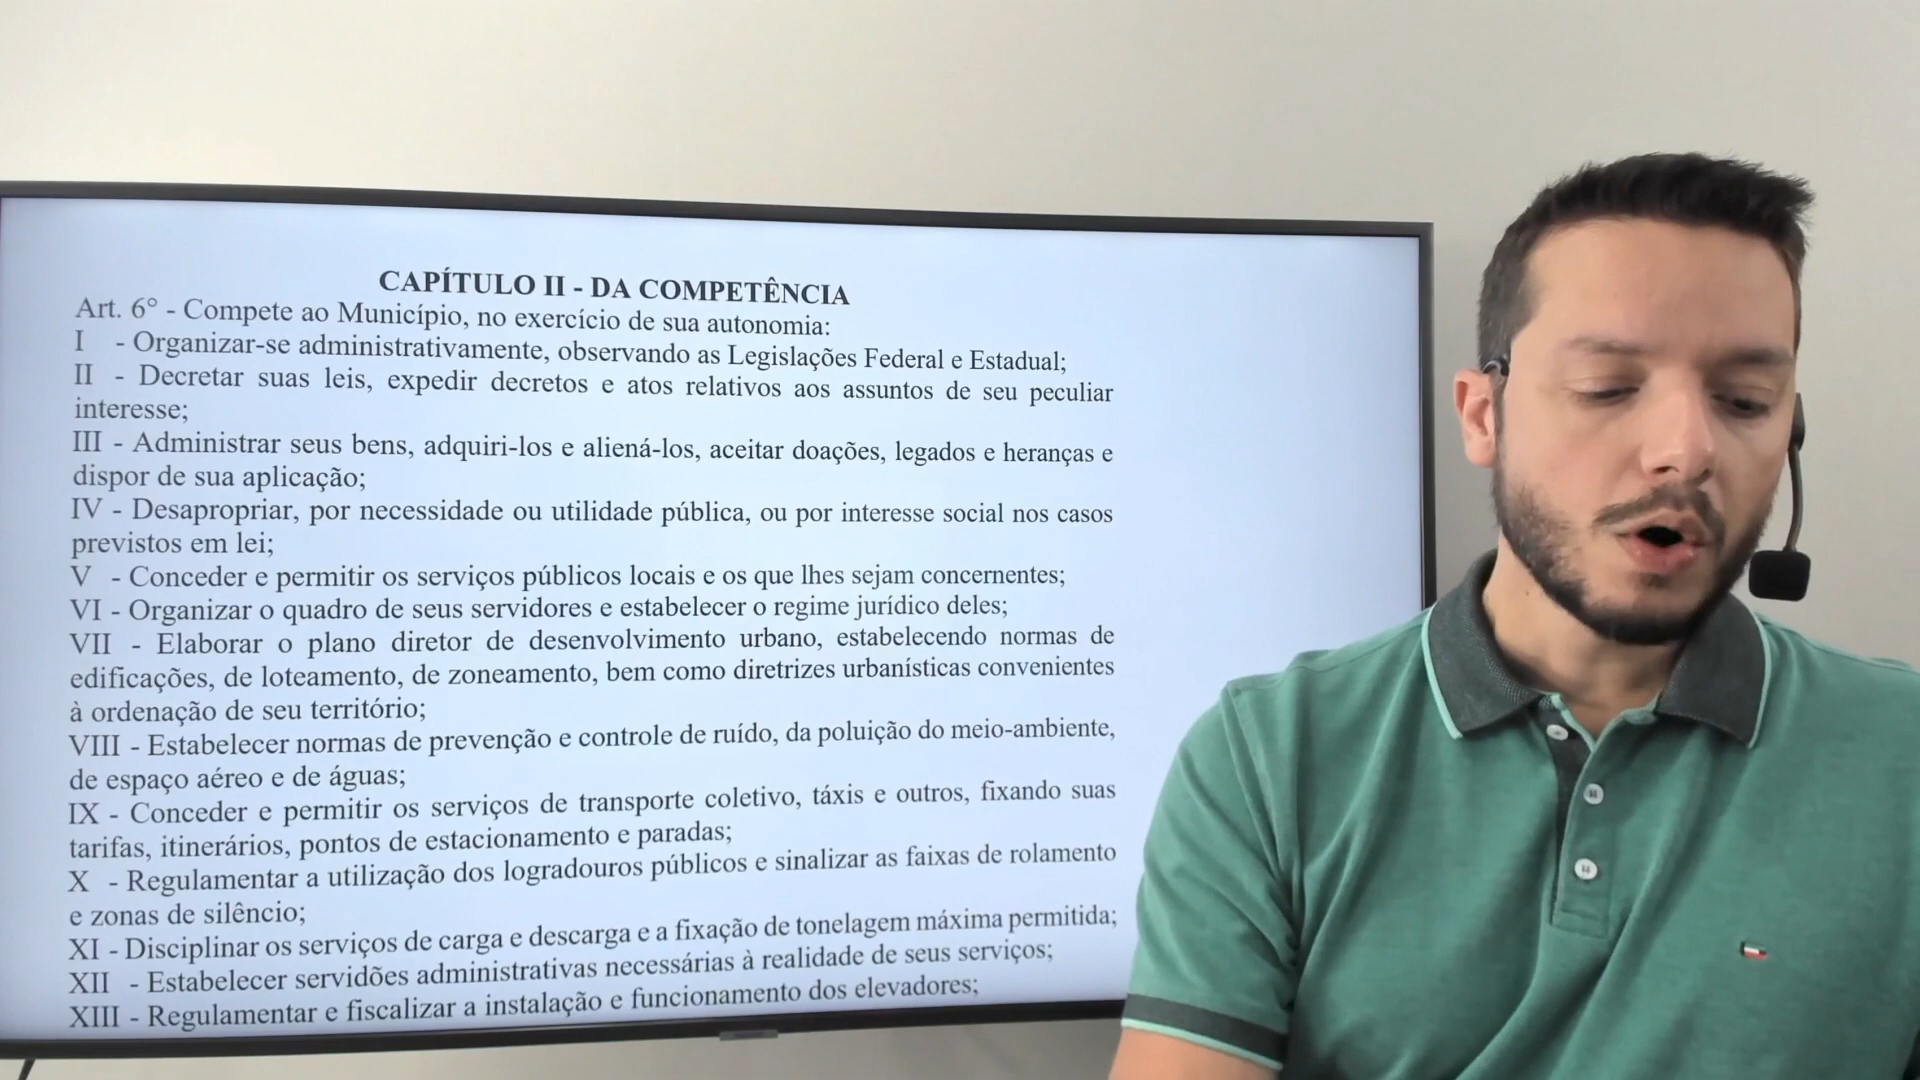 CAPÍTULO II - DA COMPETÊNCIA
Art. 6° - Compete ao Município, no exercício de sua autonomia:
I - Organizar-se administrativamente, observando as Legislações Federal e Estadual;
II - Decretar suas leis, expedir decretos e atos relativos aos assuntos de seu peculiar
interesse;
III - Administrar seus bens, adquiri-los e aliená-los, aceitar doações, legados e heranças e
dispor de sua aplicação;
IV - Desapropriar, por necessidade ou utilidade pública, ou por interesse social nos casos
previstos em lei;
V - Conceder e permitir os serviços públicos locais e os que lhes sejam concernentes;
VI - Organizar o quadro de seus servidores e estabelecer o regime jurídico deles;
VII - Elaborar o plano diretor de desenvolvimento urbano, estabelecendo normas de
edificações, de loteamento, de zoneamento, bem como diretrizes urbanísticas convenientes
à ordenação de seu território;
VIII - Estabelecer normas de prevenção e controle de ruído, da poluição do meio-ambiente,
de espaço aéreo e de águas;
IX - Conceder e permitir os serviços de transporte coletivo, táxis e outros, fixando suas
tarifas, itinerários, pontos de estacionamento e paradas;
X - Regulamentar a utilização dos logradouros públicos e sinalizar as faixas de rolamento
e zonas de silêncio;
XI - Disciplinar os serviços de carga e descarga e a fixação de tonelagem máxima permitida;
XII - Estabelecer servidões administrativas necessárias à realidade de seus serviços;
XIII - Regulamentar e fiscalizar a instalação e funcionamento dos elevadores;